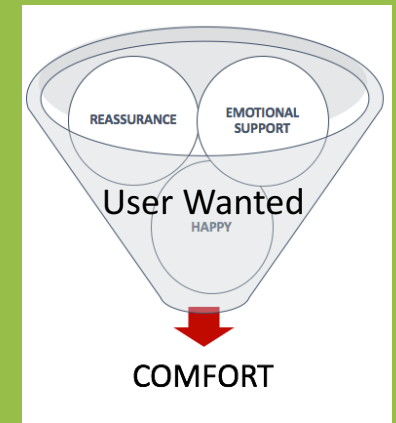 REASSURANCE
EMOTIONAL
SUPPORT
User Wanted
HAPPY
COMFORT